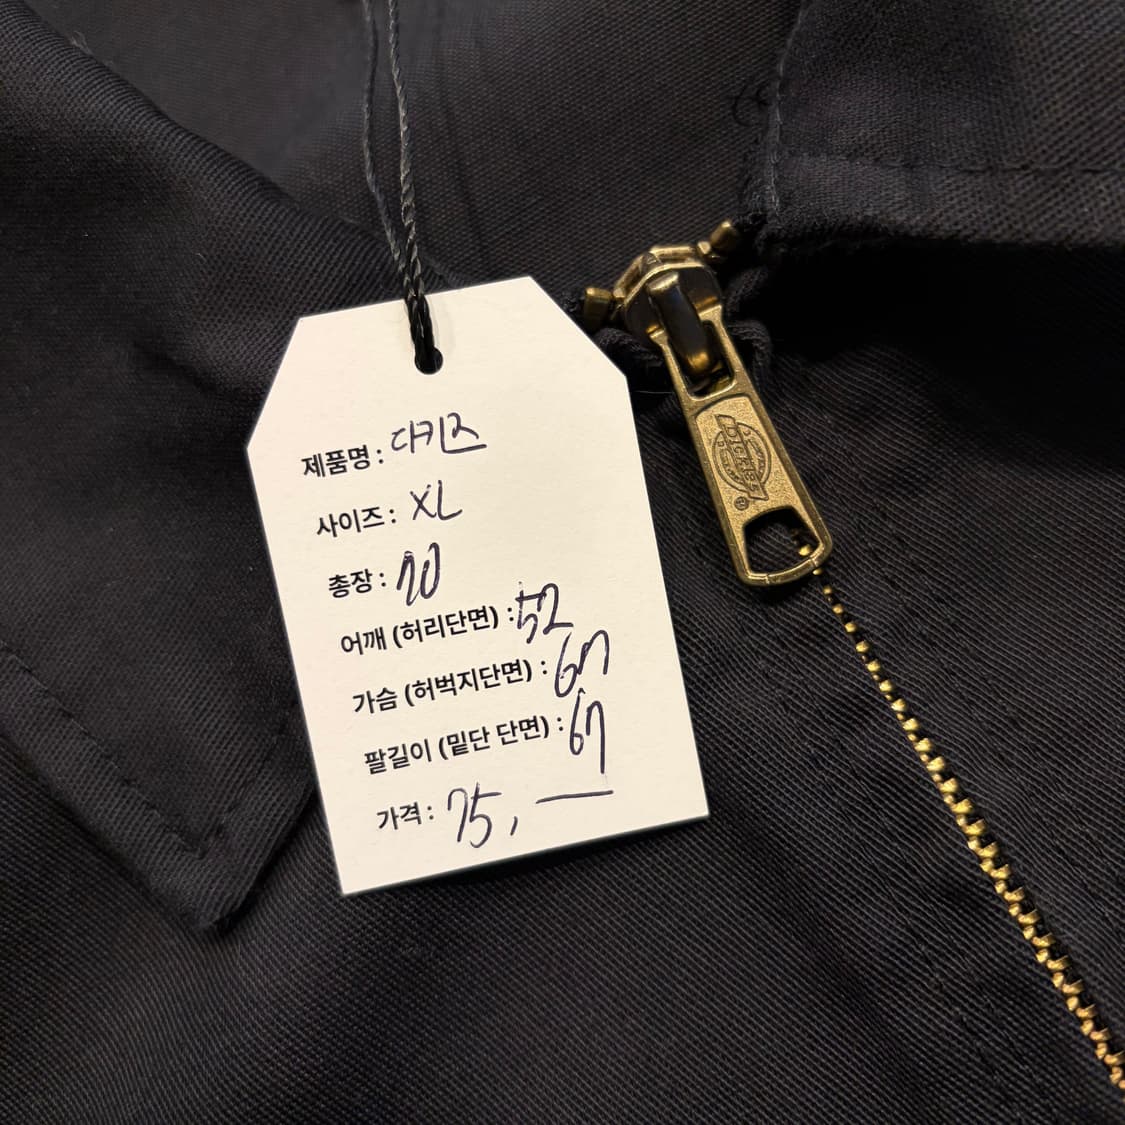 제품명 : 디키즈
사이즈 : XL
총장 : 70
어깨 (허리단면) : 52
가슴 (허벅지단면) : 67
팔길이 (밑단 단면) : 67
가격 : 75, —
DICKIES
®